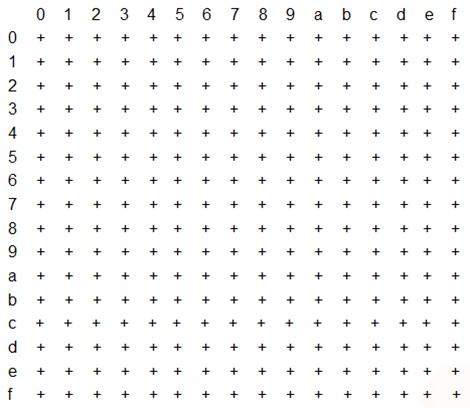 0 1 2 3 4 5 6 7 8 9 a b c d e f
0 + + + + + + + + + + + + + + + +
1 + + + + + + + + + + + + + + + +
2 + + + + + + + + + + + + + + + +
3 + + + + + + + + + + + + + + + +
4 + + + + + + + + + + + + + + + +
5 + + + + + + + + + + + + + + + +
6 + + + + + + + + + + + + + + + +
7 + + + + + + + + + + + + + + + +
8 + + + + + + + + + + + + + + + +
9 + + + + + + + + + + + + + + + +
a + + + + + + + + + + + + + + + +
b + + + + + + + + + + + + + + + +
c + + + + + + + + + + + + + + + +
d + + + + + + + + + + + + + + + +
e + + + + + + + + + + + + + + + +
f + + + + + + + + + + + + + + + +